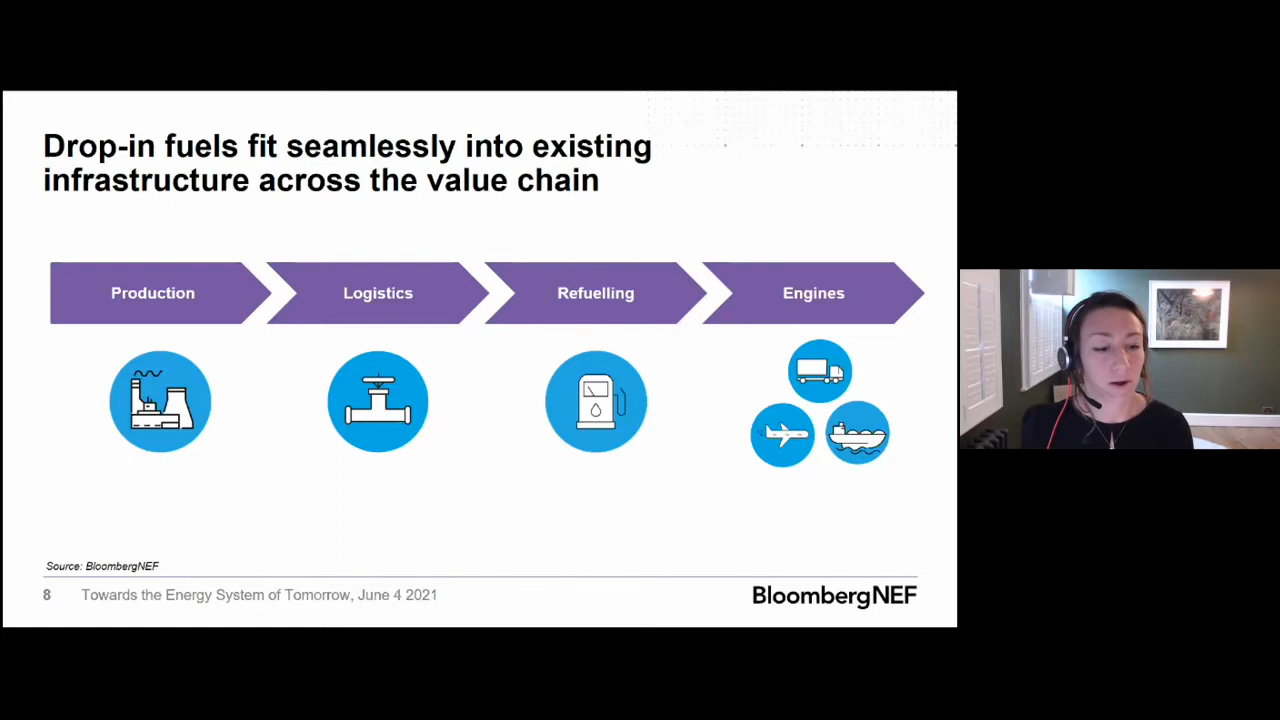 Drop-in fuels fit seamlessly into existing
infrastructure across the value chain
Production
Logistics
Refuelling
Engines
Source: BloombergNEF
8
Towards the Energy System of Tomorrow, June 4 2021
BloombergNEF